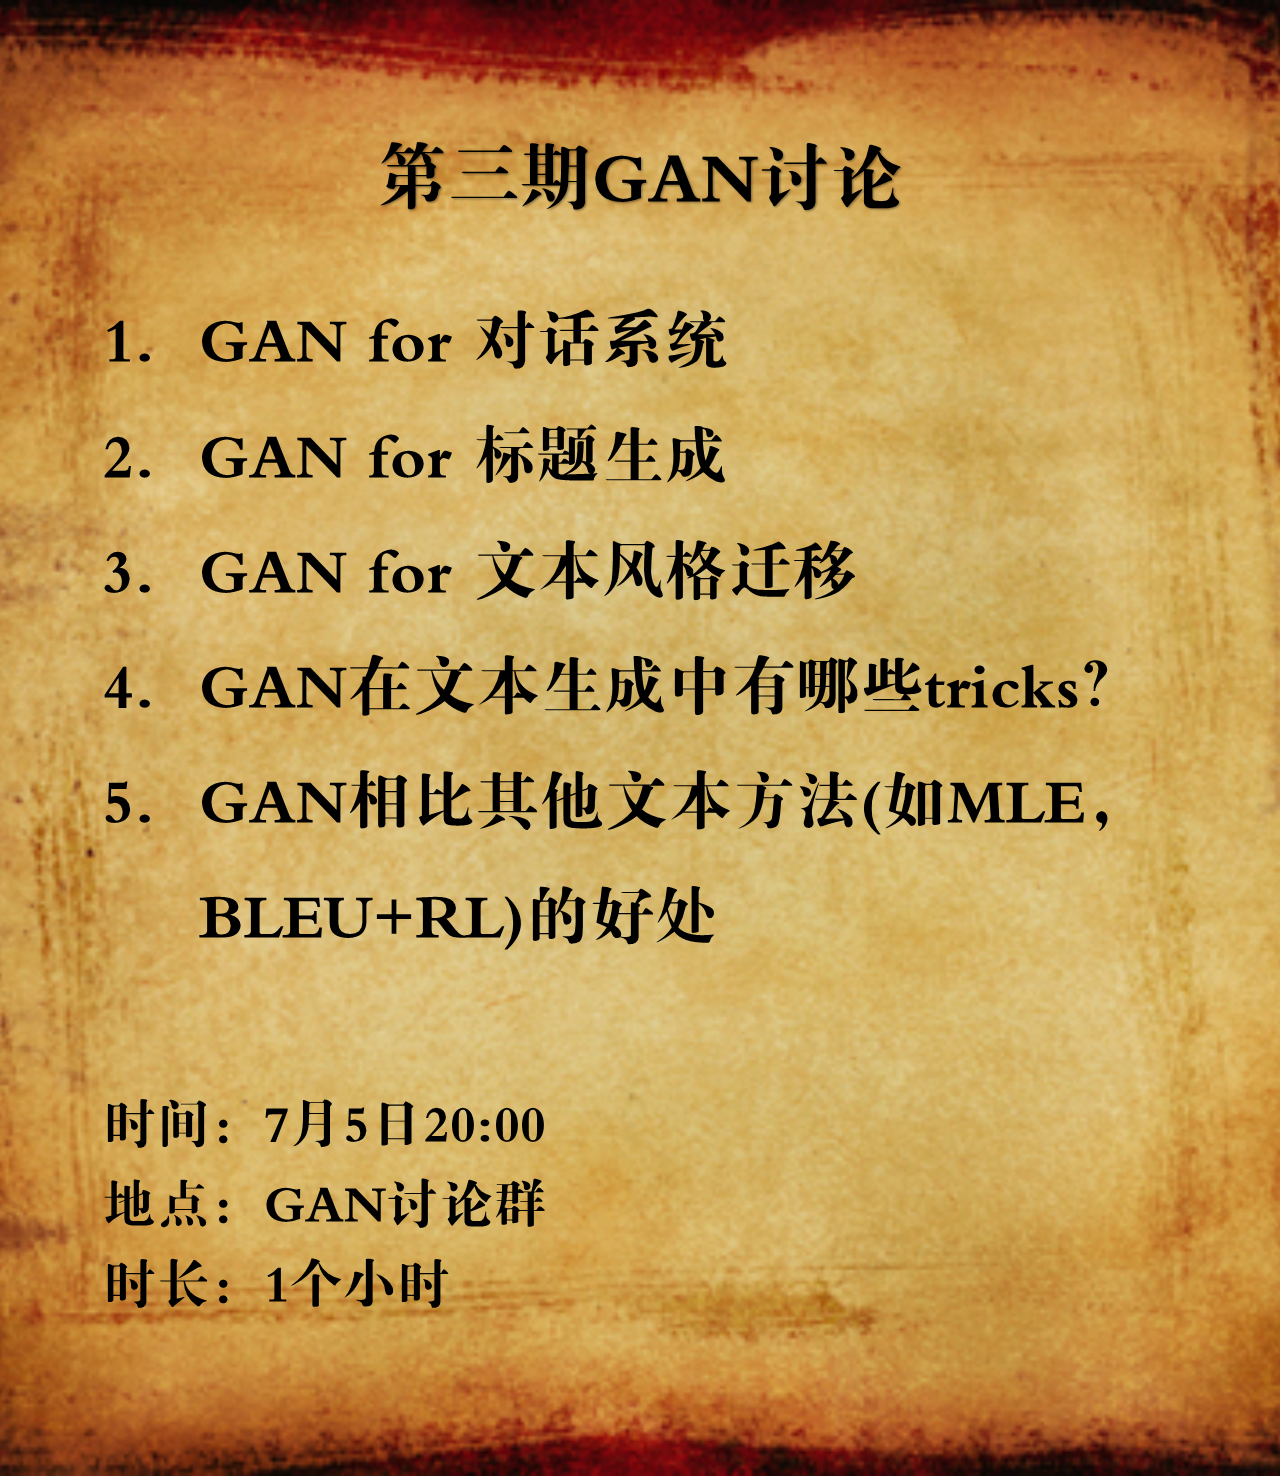 第三期GAN讨论
1. GAN for 对话系统
2. GAN for 标题生成
3. GAN for 文本风格迁移
4. GAN在文本生成中有哪些tricks?
5. GAN相比其他文本方法(如MLE,
BLEU+RL)的好处
时间：7月5日20:00
地点：GAN讨论群
时长：1个小时